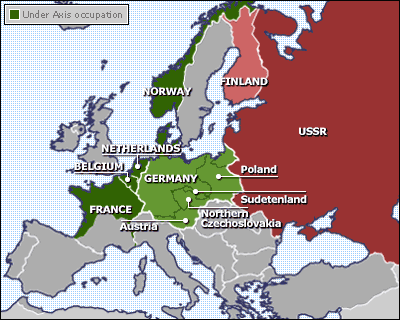 Under Axis occupation
FINLAND
NORWAY
USSR
NETHERLANDS
BELGIUM
GERMANY
Poland
Sudetenland
FRANCE
Northern
Czechoslovakia
Austria